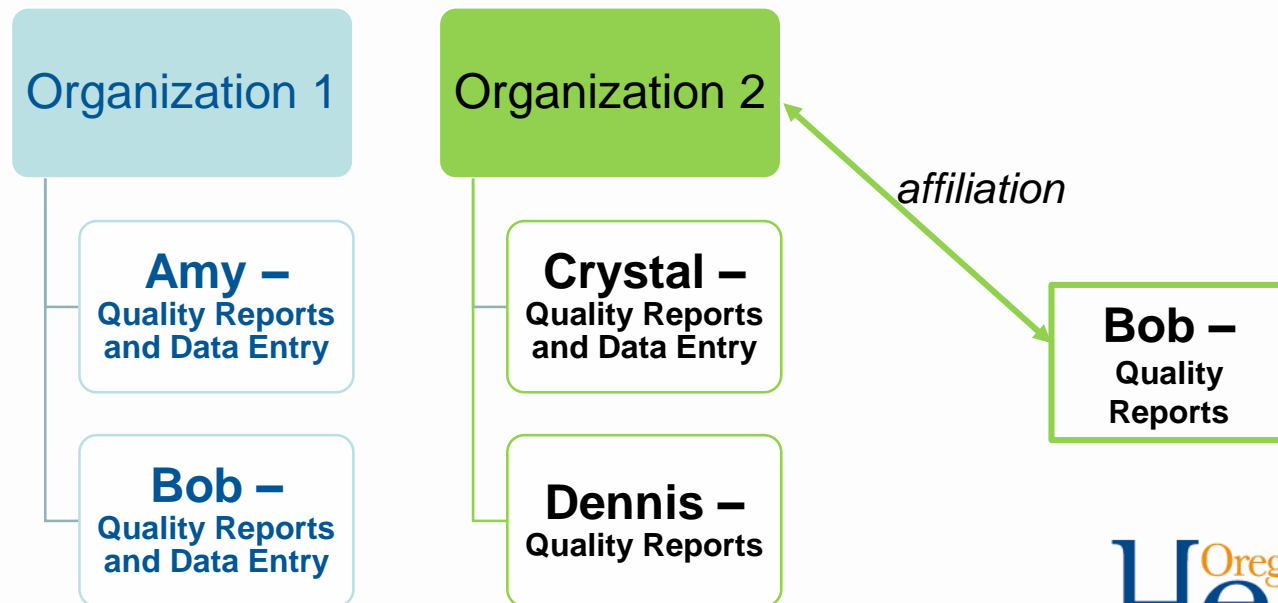 Organization 1
Organization 2
affiliation
Amy –
Quality Reports
and Data Entry
Crystal –
Quality Reports
and Data Entry
Bob –
Quality
Reports
Bob –
Quality Reports
and Data Entry
Dennis –
Quality Reports